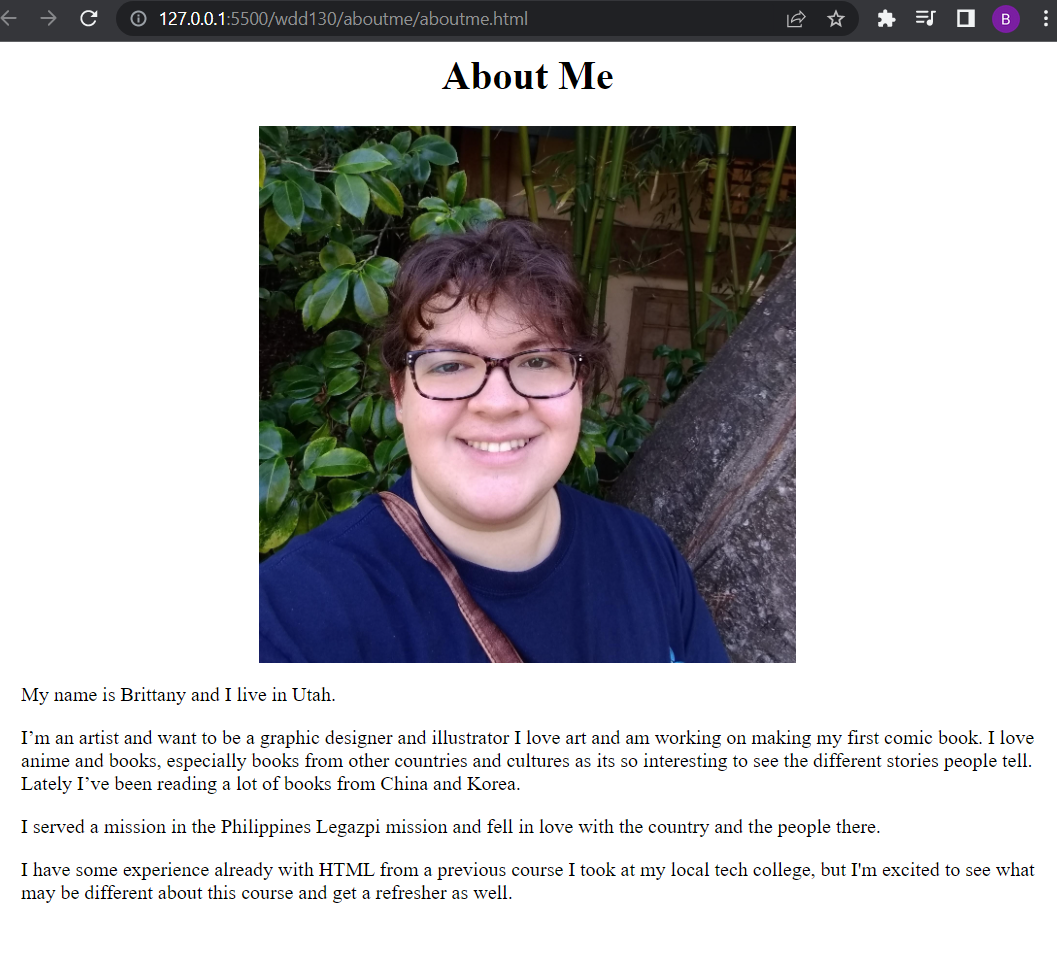 127.0.0.1:5500/wdd130/aboutme/aboutme.html
B
About Me
My name is Brittany and I live in Utah.
I’m an artist and want to be a graphic designer and illustrator I love art and am working on making my first comic book. I love
anime and books, especially books from other countries and cultures as its so interesting to see the different stories people tell.
Lately I’ve been reading a lot of books from China and Korea.
I served a mission in the Philippines Legazpi mission and fell in love with the country and the people there.
I have some experience already with HTML from a previous course I took at my local tech college, but I'm excited to see what
may be different about this course and get a refresher as well.